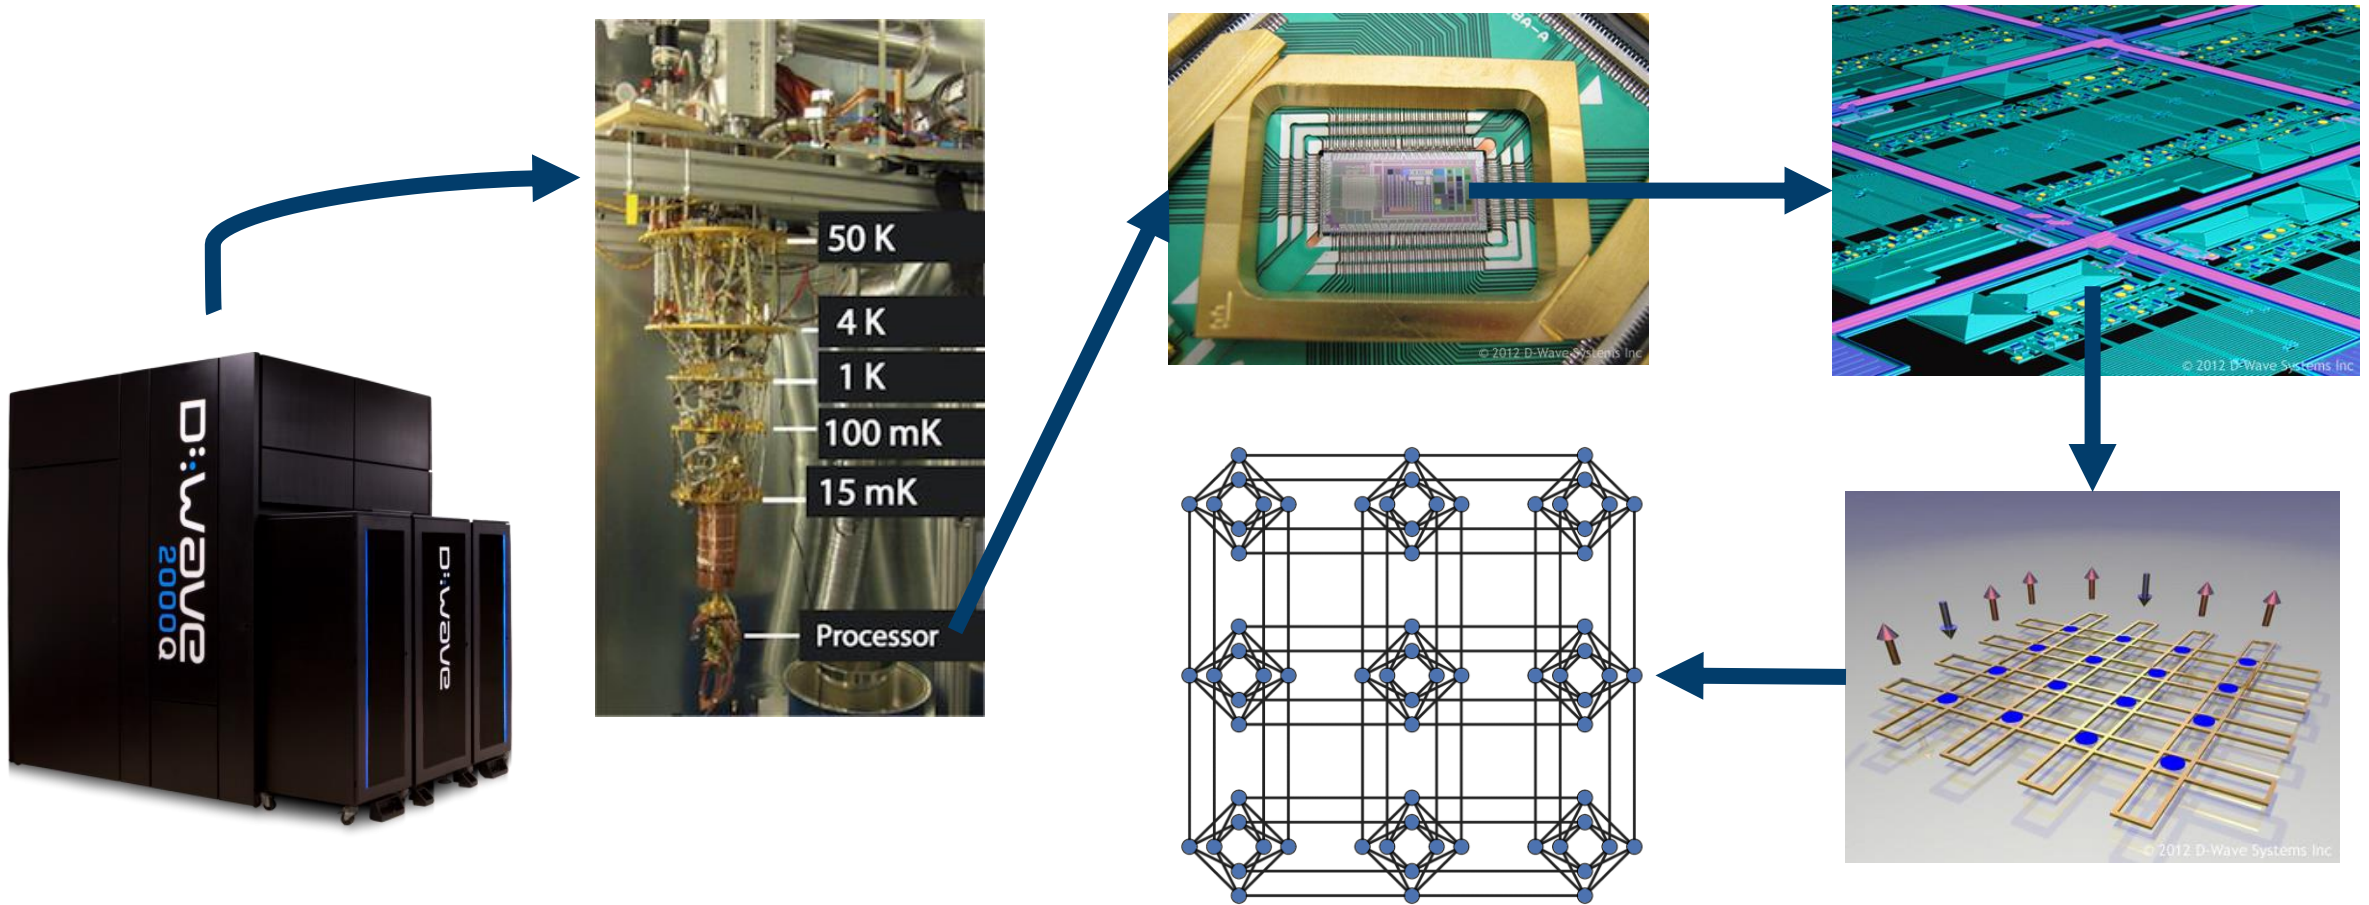 D:Wave
2000Q
D:Wave
50 K
4 K
1 K
100 mK
15 mK
Processor
© 2012 D-Wave Systems Inc
© 2012 D-Wave Systems Inc
© 2012 D-Wave Systems Inc